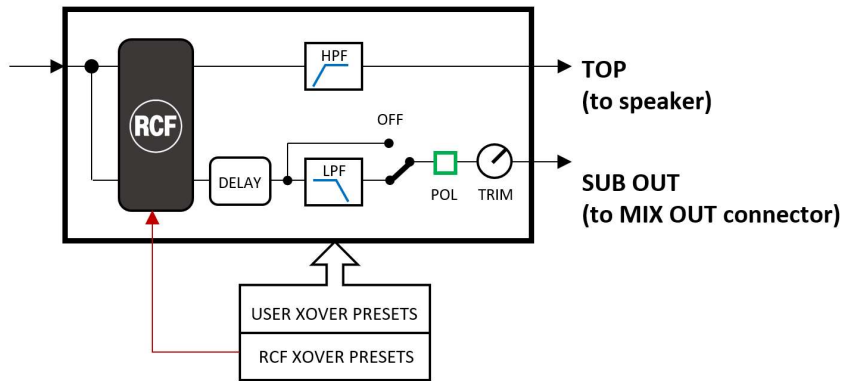 HPF
TOP
(to speaker)
RCF
OFF
DELAY
LPF
POL
TRIM
SUB OUT
(to MIX OUT connector)
USER XOVER PRESETS
RCF XOVER PRESETS